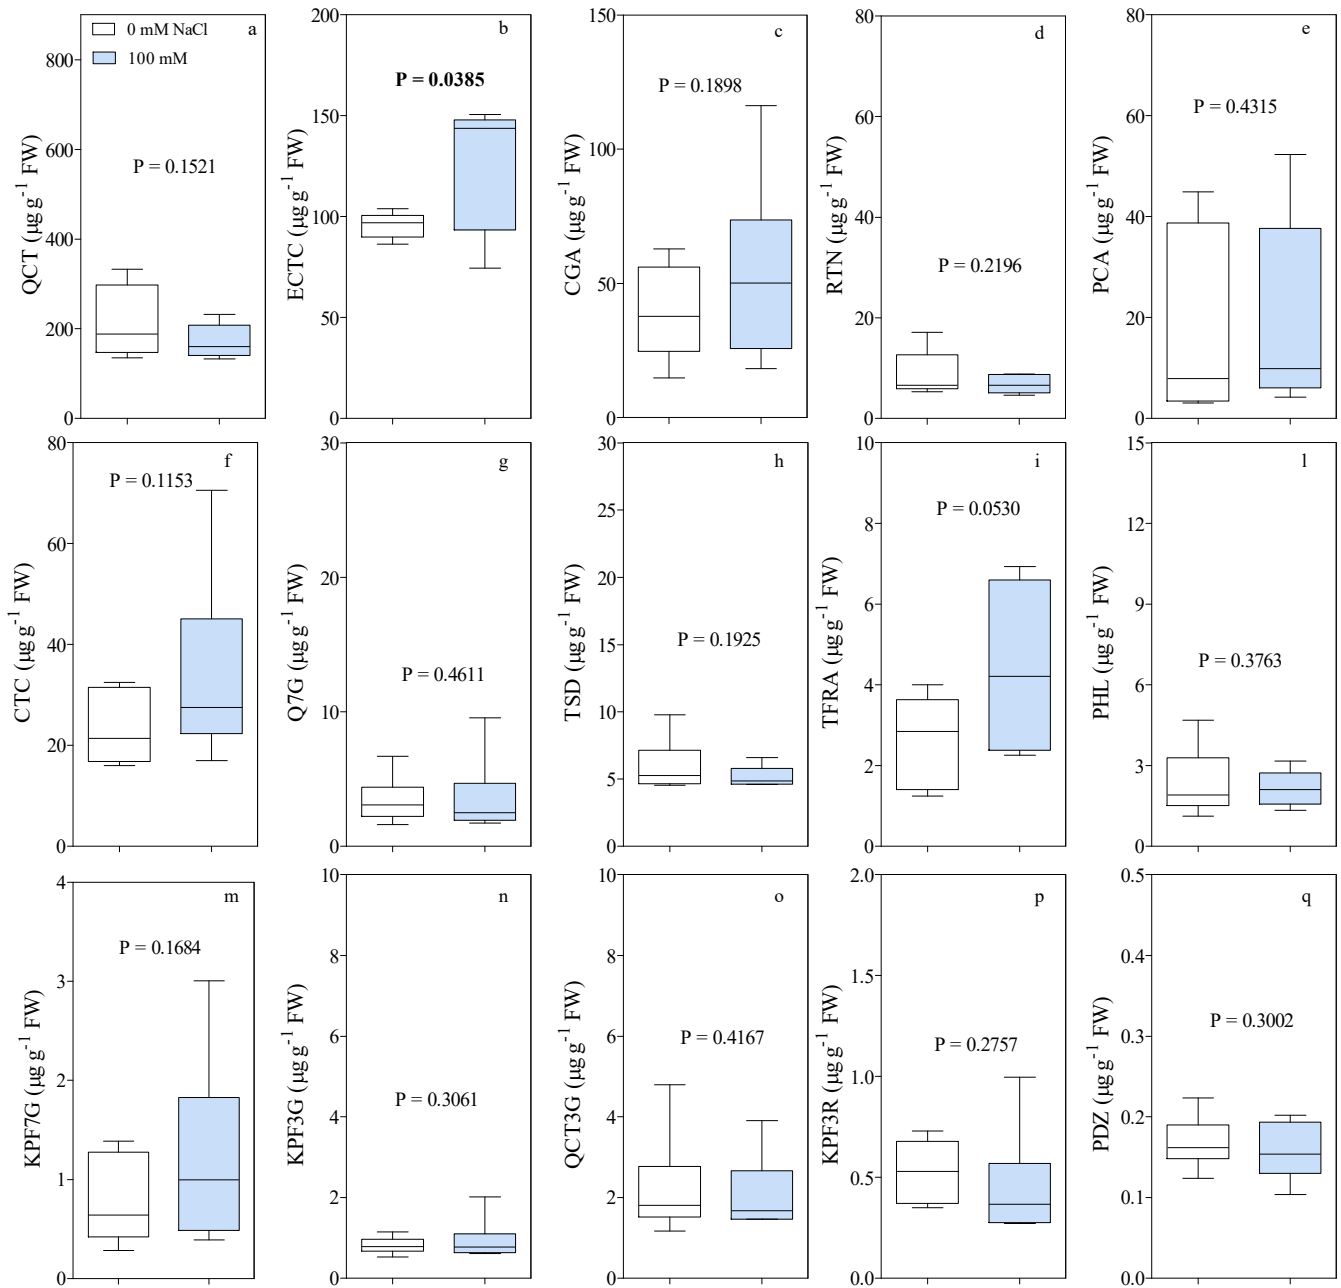 0 mM NaCl
100 mM
a
P = 0.1521
QCT (µg g-1 FW)
800
600
400
200
0
b
P = 0.0385
ECTC (µg g-1 FW)
200
150
100
50
0
c
P = 0.1898
CGA (µg g-1 FW)
150
100
50
0
d
P = 0.2196
RTN (µg g-1 FW)
80
60
40
20
0
e
P = 0.4315
PCA (µg g-1 FW)
80
60
40
20
0
f
P = 0.1153
CTC (µg g-1 FW)
80
60
40
20
0
g
P = 0.4611
Q7G (µg g-1 FW)
30
20
10
0
h
P = 0.1925
TSD (µg g-1 FW)
30
25
20
15
10
5
0
i
P = 0.0530
TFRA (µg g-1 FW)
10
8
6
4
2
0
l
P = 0.3763
PHL (µg g-1 FW)
15
12
9
6
3
0
m
P = 0.1684
KPF7G (µg g-1 FW)
4
3
2
1
0
n
P = 0.3061
KPF3G (µg g-1 FW)
10
8
6
4
2
0
o
P = 0.4167
QCT3G (µg g-1 FW)
10
8
6
4
2
0
p
P = 0.2757
KPF3R (µg g-1 FW)
2.0
1.5
1.0
0.5
0.0
q
P = 0.3002
PDZ (µg g-1 FW)
0.5
0.4
0.3
0.2
0.1
0.0